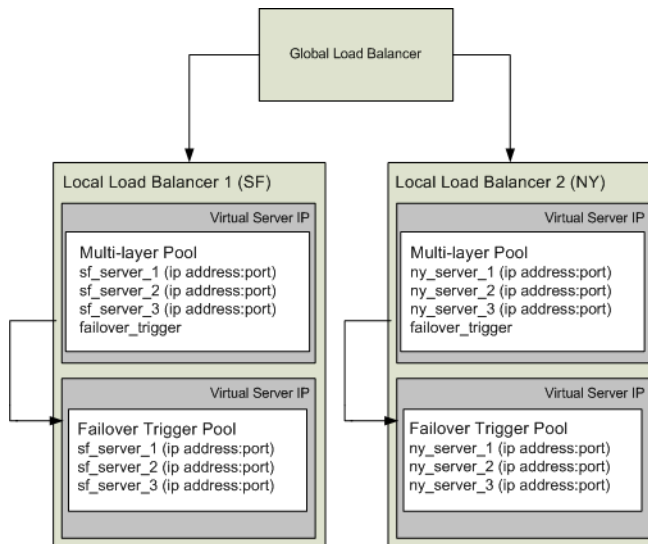 Global Load Balancer
Local Load Balancer 1 (SF)
Virtual Server IP
Multi-layer Pool
sf_server_1 (ip address:port)
sf_server_2 (ip address:port)
sf_server_3 (ip address:port)
failover_trigger
Virtual Server IP
Failover Trigger Pool
sf_server_1 (ip address:port)
sf_server_2 (ip address:port)
sf_server_3 (ip address:port)
Local Load Balancer 2 (NY)
Virtual Server IP
Multi-layer Pool
ny_server_1 (ip address:port)
ny_server_2 (ip address:port)
ny_server_3 (ip address:port)
failover_trigger
Virtual Server IP
Failover Trigger Pool
ny_server_1 (ip address:port)
ny_server_2 (ip address:port)
ny_server_3 (ip address:port)